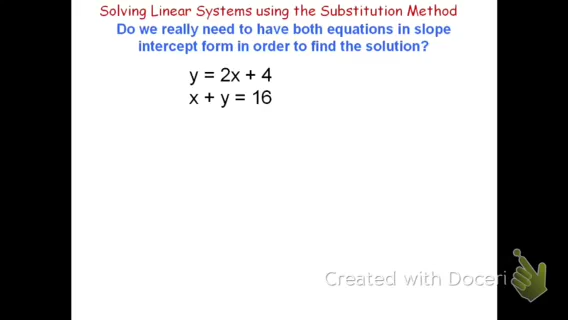 Solving Linear Systems using the Substitution Method
Do we really need to have both equations in slope
intercept form in order to find the solution?
y = 2x + 4
x + y = 16
Created with Doceri